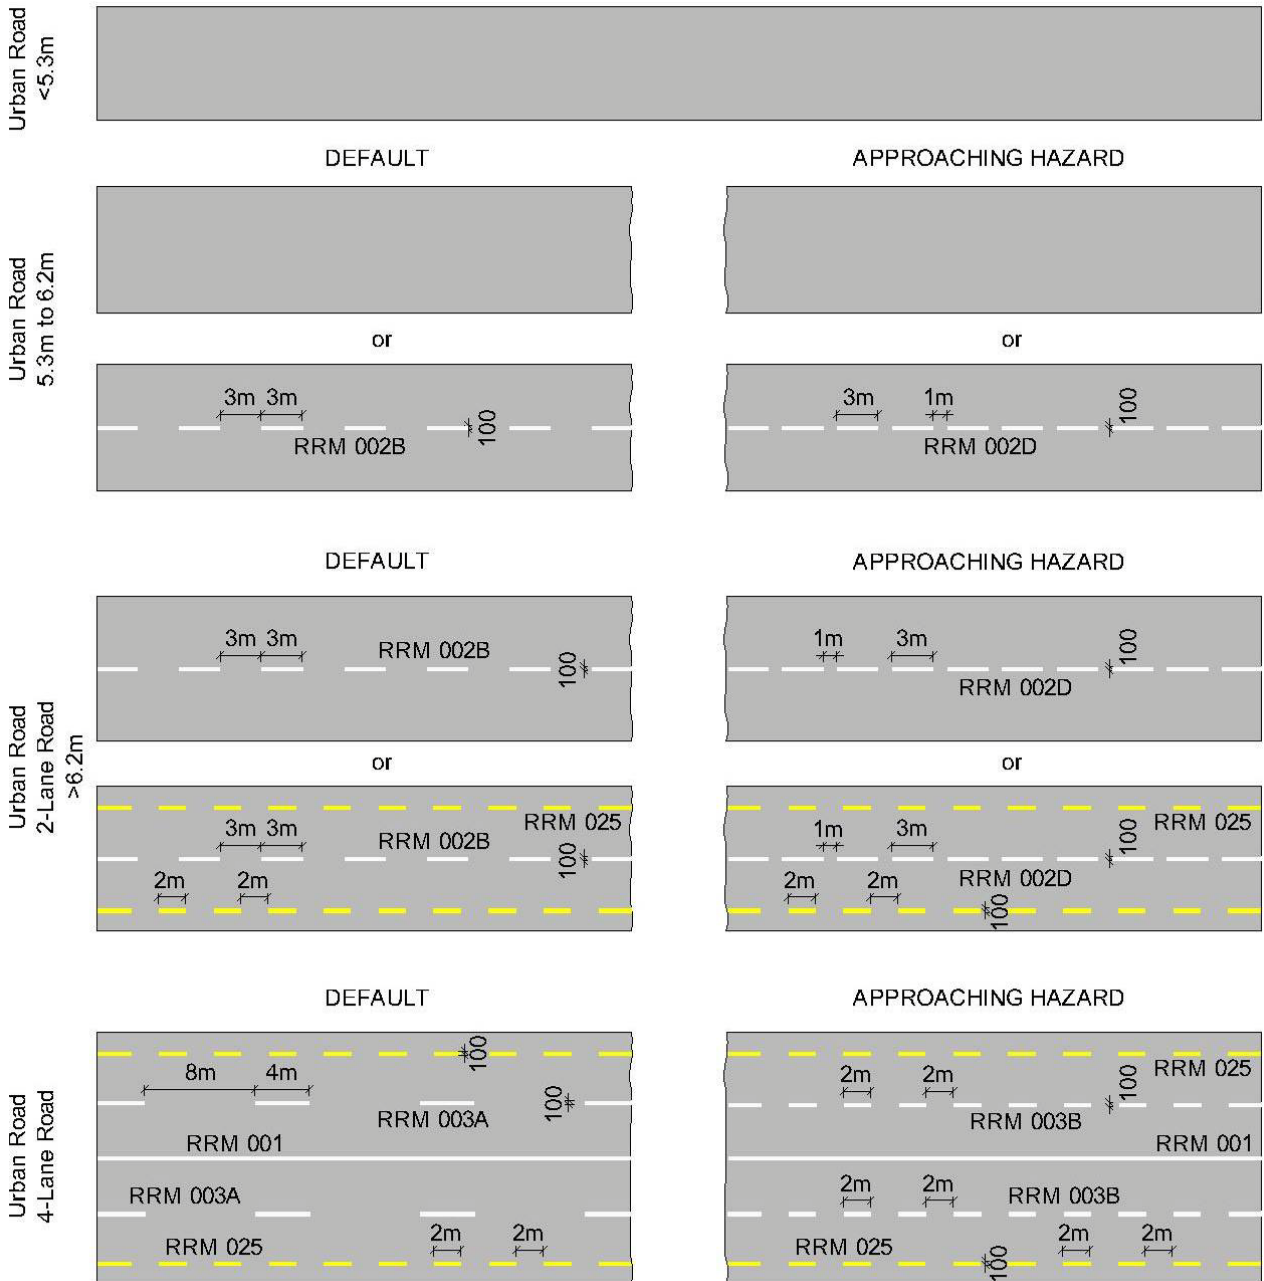 Urban Road
<5.3m
DEFAULT
APPROACHING HAZARD
Urban Road
5.3m to 6.2m
or
or
3m
3m
100
RRM 002B
3m
1m
100
RRM 002D
DEFAULT
APPROACHING HAZARD
Urban Road
2-Lane Road
>6.2m
3m
3m
RRM 002B
100
1m
3m
100
RRM 002D
or
or
RRM 025
3m
3m
RRM 002B
100
2m
2m
RRM 025
1m
3m
100
RRM 002D
2m
2m
100
DEFAULT
APPROACHING HAZARD
Urban Road
4-Lane Road
100
8m
4m
100
RRM 003A
RRM 001
RRM 003A
RRM 025
2m
2m
RRM 025
2m
2m
100
RRM 003B
RRM 001
2m
2m
RRM 003B
RRM 025
100
2m
2m